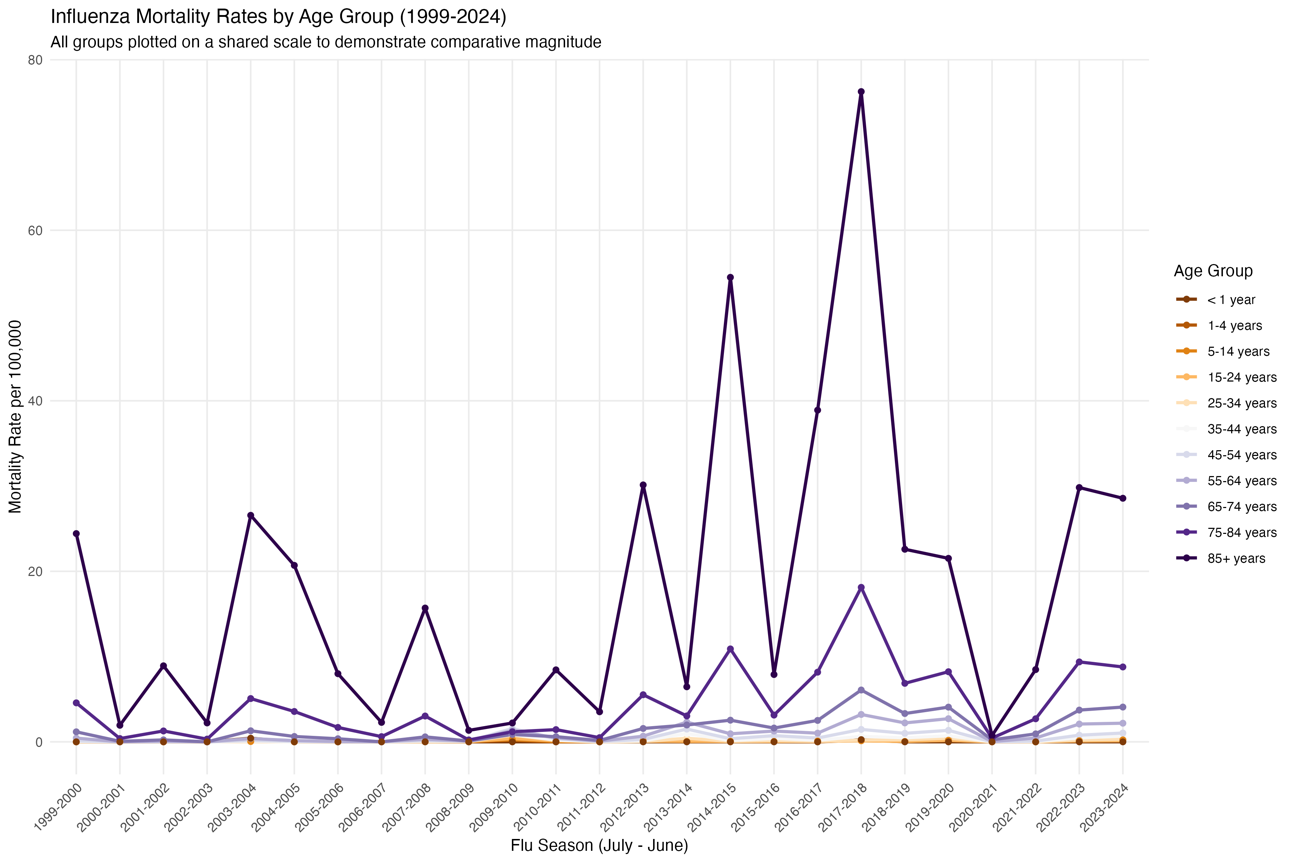 Influenza Mortality Rates by Age Group (1999-2024)
All groups plotted on a shared scale to demonstrate comparative magnitude
Mortality Rate per 100,000
80
60
40
20
0
1999-2000
2000-2001
2001-2002
2002-2003
2003-2004
2004-2005
2005-2006
2006-2007
2007-2008
2008-2009
2009-2010
2010-2011
2011-2012
2012-2013
2013-2014
2014-2015
2015-2016
2016-2017
2017-2018
2018-2019
2019-2020
2020-2021
2021-2022
2022-2023
2023-2024
Flu Season (July - June)
Age Group
< 1 year
1-4 years
5-14 years
15-24 years
25-34 years
35-44 years
45-54 years
55-64 years
65-74 years
75-84 years
85+ years